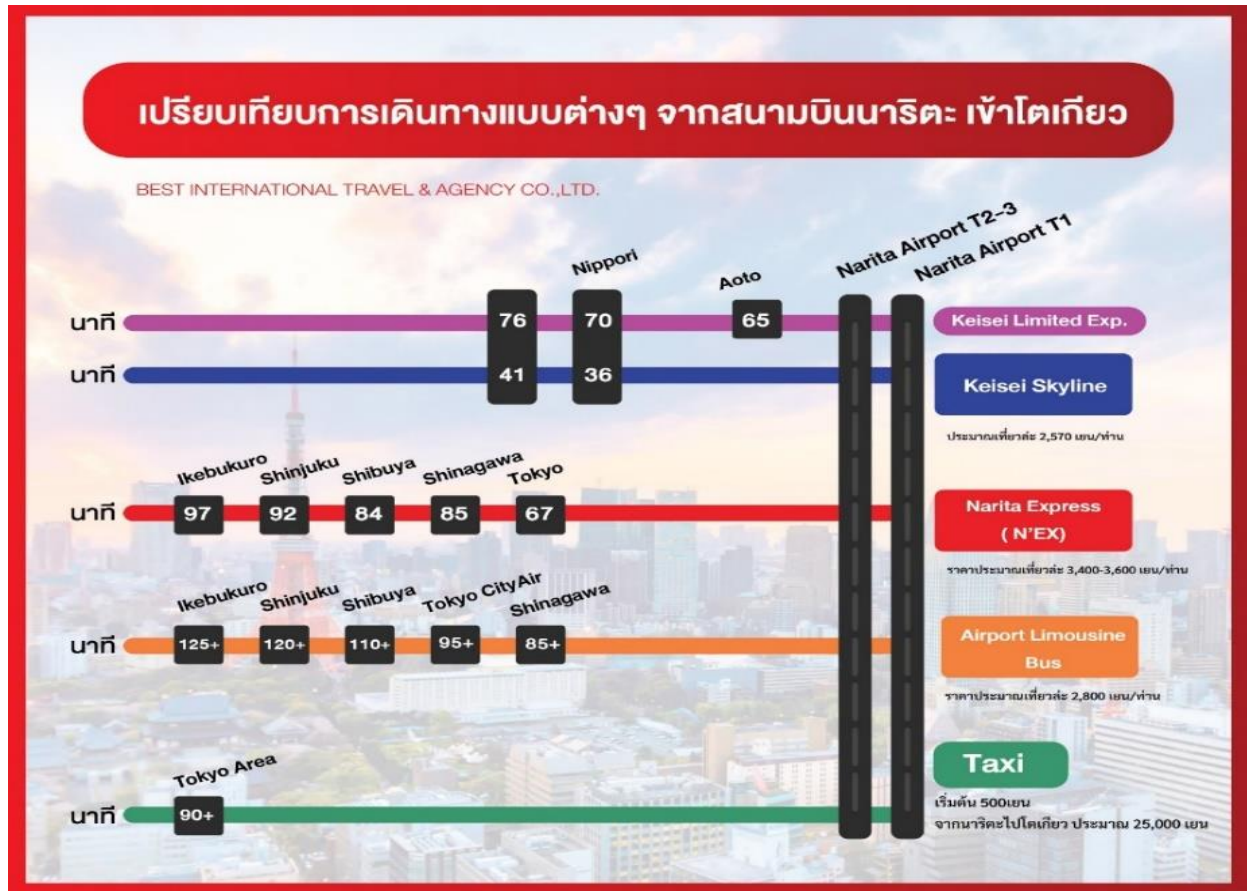 เปรียบเทียบการเดินทางแบบต่างๆ จากสนามบินนาริตะ เข้าโตเกียว
BEST INTERNATIONAL TRAVEL & AGENCY CO.,LTD.
Nippori
Aoto
Narita Airport T2-3
Narita Airport T1
นาที 76 70 65 Keisei Limited Exp.
นาที 41 36 Keisei Skyline
ประมาณเที่ยวล่ะ 2,570 เยน/ท่าน
Ikebukuro Shinjuku Shibuya Shinagawa Tokyo
นาที 97 92 84 85 67 Narita Express
( N'EX)
ราคาประมาณเที่ยวล่ะ 3,400-3,600 เยน/ท่าน
Ikebukuro Shinjuku Shibuya Tokyo CityAir Shinagawa
นาที 125+ 120+ 110+ 95+ 85+ Airport Limousine
Bus
ราคาประมาณเที่ยวล่ะ 2,800 เยน/ท่าน
Tokyo Area
นาที 90+ Taxi
เริ่มต้น 500เยน
จากนาริตะไปโตเกียว ประมาณ 25,000 เยน